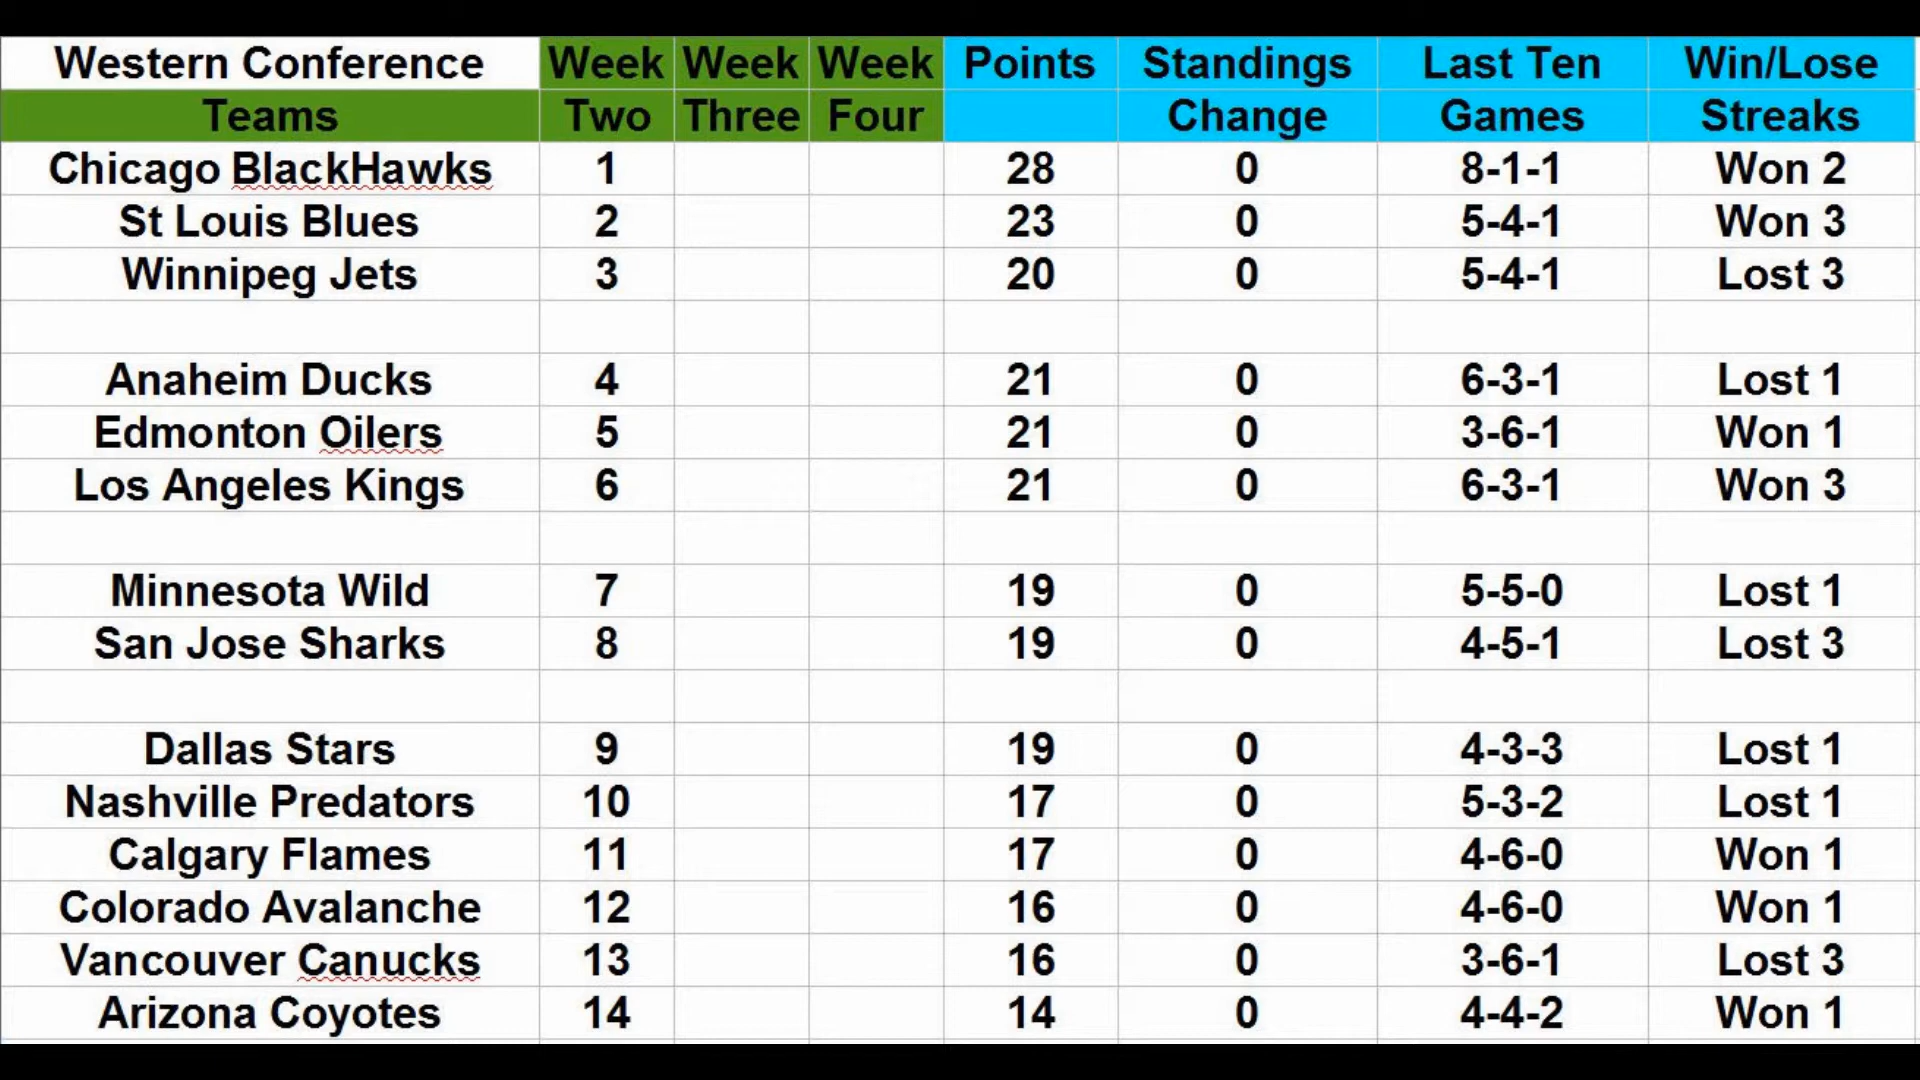 Western Conference Week Week Week Points Standings Last Ten Win/Lose
Teams Two Three Four Change Games Streaks
Chicago BlackHawks 1 28 0 8-1-1 Won 2
St Louis Blues 2 23 0 5-4-1 Won 3
Winnipeg Jets 3 20 0 5-4-1 Lost 3
Anaheim Ducks 4 21 0 6-3-1 Lost 1
Edmonton Oilers 5 21 0 3-6-1 Won 1
Los Angeles Kings 6 21 0 6-3-1 Won 3
Minnesota Wild 7 19 0 5-5-0 Lost 1
San Jose Sharks 8 19 0 4-5-1 Lost 3
Dallas Stars 9 19 0 4-3-3 Lost 1
Nashville Predators 10 17 0 5-3-2 Lost 1
Calgary Flames 11 17 0 4-6-0 Won 1
Colorado Avalanche 12 16 0 4-6-0 Won 1
Vancouver Canucks 13 16 0 3-6-1 Lost 3
Arizona Coyotes 14 14 0 4-4-2 Won 1